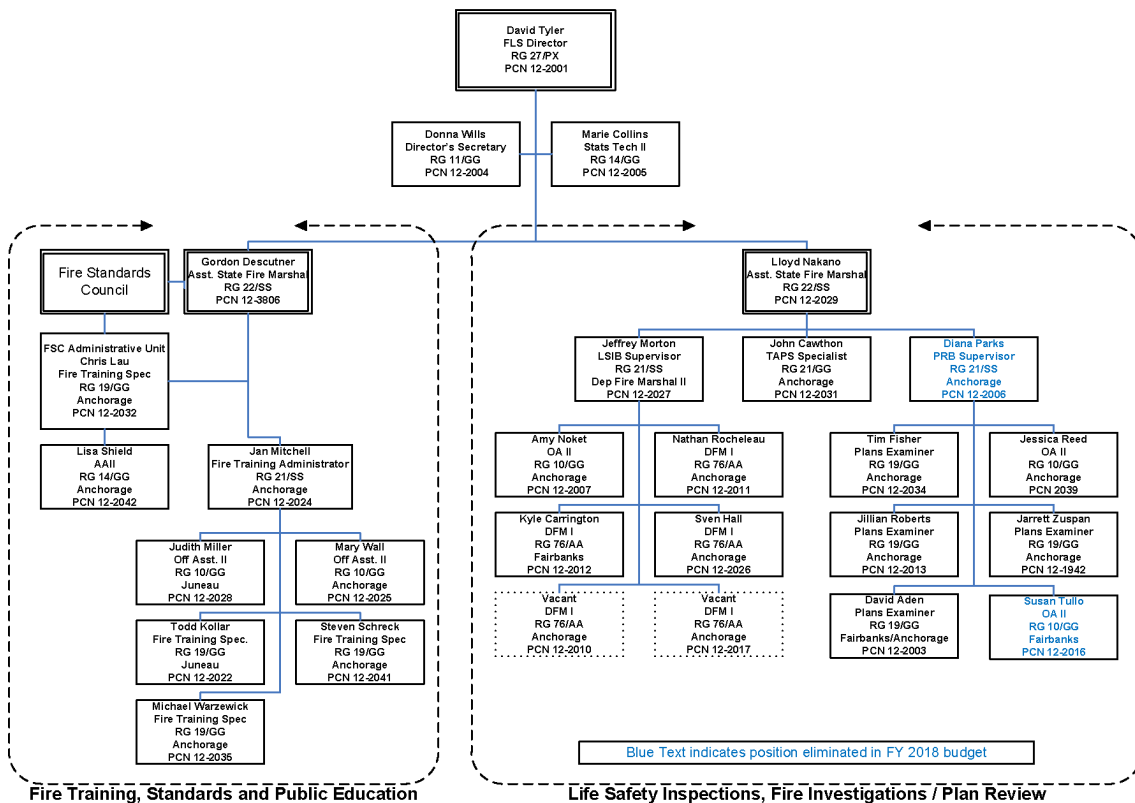 David Tyler
FLS Director
RG 27/PX
PCN 12-2001
Donna Wills
Director's Secretary
RG 11/GG
PCN 12-2004
Marie Collins
Stats Tech II
RG 14/GG
PCN 12-2005
Fire Standards
Council
Gordon Descutner
Asst. State Fire Marshal
RG 22/SS
PCN 12-3806
Lloyd Nakano
Asst. State Fire Marshal
RG 22/SS
PCN 12-2029
FSC Administrative Unit
Chris Lau
Fire Training Spec
RG 19/GG
Anchorage
PCN 12-2032
Jeffrey Morton
LSIB Supervisor
RG 21/SS
Dep Fire Marshal II
PCN 12-2027
John Cawthon
TAPS Specialist
RG 21/GG
Anchorage
PCN 12-2031
Diana Parks
PRB Supervisor
RG 21/SS
Anchorage
PCN 12-2006
Lisa Shield
AAII
RG 14/GG
Anchorage
PCN 12-2042
Jan Mitchell
Fire Training Administrator
RG 21/SS
Anchorage
PCN 12-2024
Amy Noket
OA II
RG 10/GG
Anchorage
PCN 12-2007
Nathan Rocheleau
DFM I
RG 76/AA
Anchorage
PCN 12-2011
Tim Fisher
Plans Examiner
RG 19/GG
Anchorage
PCN 12-2034
Jessica Reed
OA II
RG 10/GG
Anchorage
PCN 2039
Judith Miller
Off Asst. II
RG 10/GG
Juneau
PCN 12-2028
Mary Wall
Off Asst. II
RG 10/GG
Anchorage
PCN 12-2025
Kyle Carrington
DFM I
RG 76/AA
Fairbanks
PCN 12-2012
Sven Hall
DFM I
RG 76/AA
Anchorage
PCN 12-2026
Jillian Roberts
Plans Examiner
RG 19/GG
Anchorage
PCN 12-2013
Jarrett Zuspan
Plans Examiner
RG 19/GG
Anchorage
PCN 12-1942
Todd Kollar
Fire Training Spec.
RG 19/GG
Juneau
PCN 12-2022
Steven Schreck
Fire Training Spec
RG 19/GG
Anchorage
PCN 12-2041
Vacant
DFM I
RG 76/AA
Anchorage
PCN 12-2010
Vacant
DFM I
RG 76/AA
Anchorage
PCN 12-2017
David Aden
Plans Examiner
RG 19/GG
Fairbanks/Anchorage
PCN 12-2003
Susan Tullo
OA II
RG 10/GG
Fairbanks
PCN 12-2016
Michael Warzewick
Fire Training Spec
RG 19/GG
Anchorage
PCN 12-2035
Blue Text indicates position eliminated in FY 2018 budget
Fire Training, Standards and Public Education
Life Safety Inspections, Fire Investigations / Plan Review